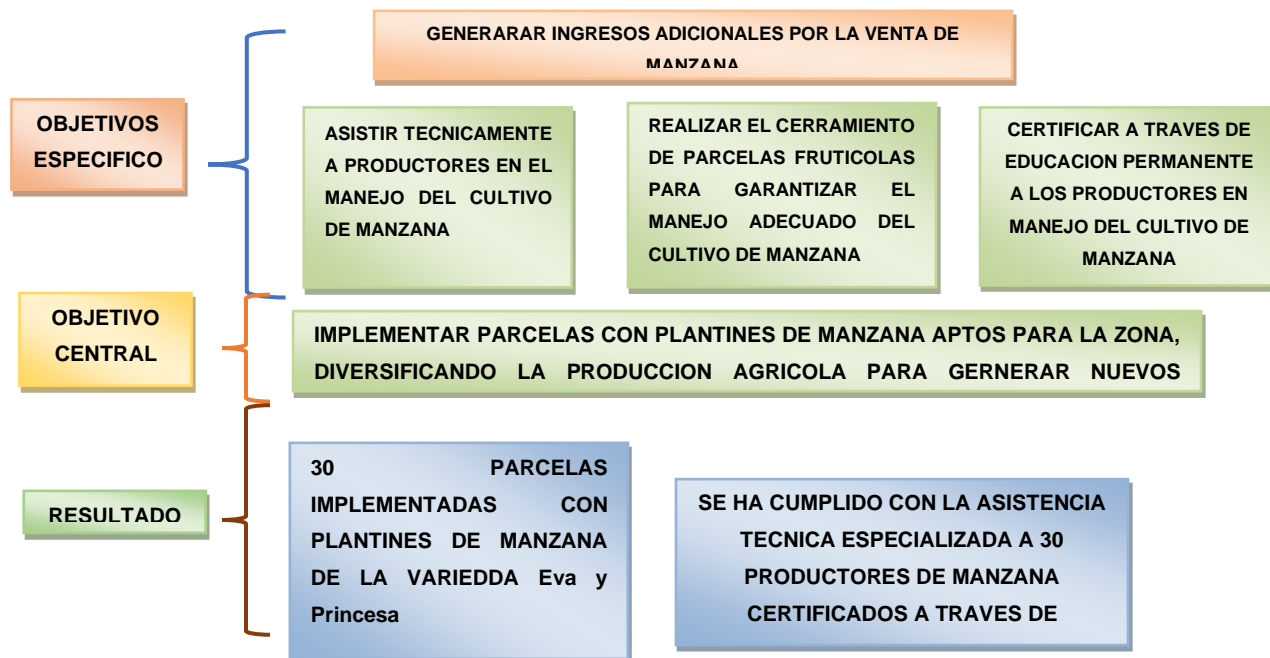 GENERARAR INGRESOS ADICIONALES POR LA VENTA DE
MANZANA
OBJETIVOS
ESPECIFICO
ASISTIR TECNICAMENTE
A PRODUCTORES EN EL
MANEJO DEL CULTIVO
DE MANZANA
REALIZAR EL CERRAMIENTO
DE PARCELAS FRUTICOLAS
PARA GARANTIZAR EL
MANEJO ADECUADO DEL
CULTIVO DE MANZANA
CERTIFICAR A TRAVES DE
EDUCACION PERMANENTE
A LOS PRODUCTORES EN
MANEJO DEL CULTIVO DE
MANZANA
OBJETIVO
CENTRAL
IMPLEMENTAR PARCELAS CON PLANTINES DE MANZANA APTOS PARA LA ZONA,
DIVERSIFICANDO LA PRODUCCION AGRICOLA PARA GERNERAR NUEVOS
RESULTADO
30 PARCELAS
IMPLEMENTADAS CON
PLANTINES DE MANZANA
DE LA VARIEDDA Eva y
Princesa
SE HA CUMPLIDO CON LA ASISTENCIA
TECNICA ESPECIALIZADA A 30
PRODUCTORES DE MANZANA
CERTIFICADOS A TRAVES DE